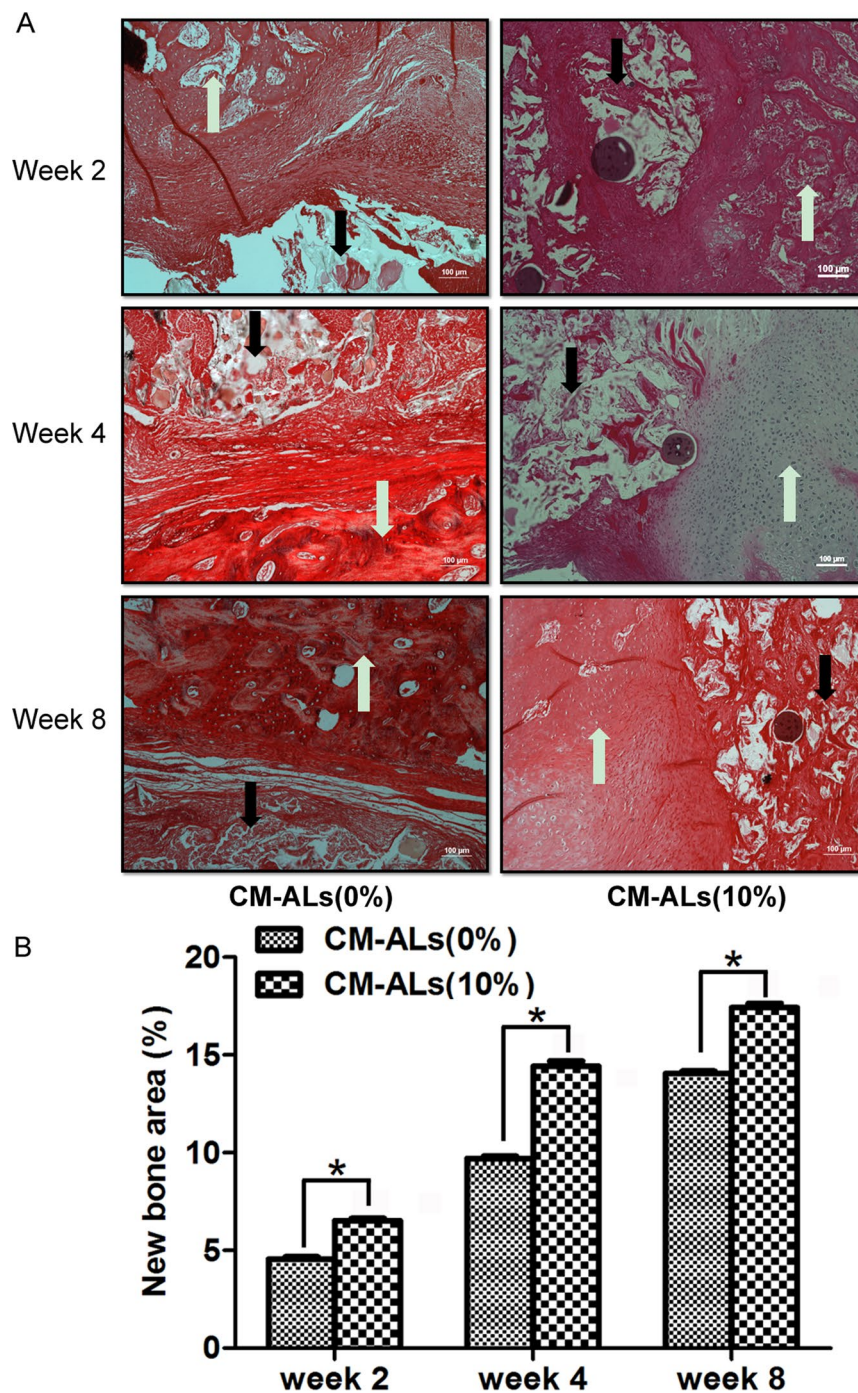 A
Week 2
100 µm
100 µm
Week 4
100 µm
100 µm
Week 8
100 µm
100 µm
CM-ALs(0%)
CM-ALs(10%)
B
CM-ALs(0%)
CM-ALs(10%)
New bone area (%)
20
15
10
5
0
*
*
*
week 2
week 4
week 8